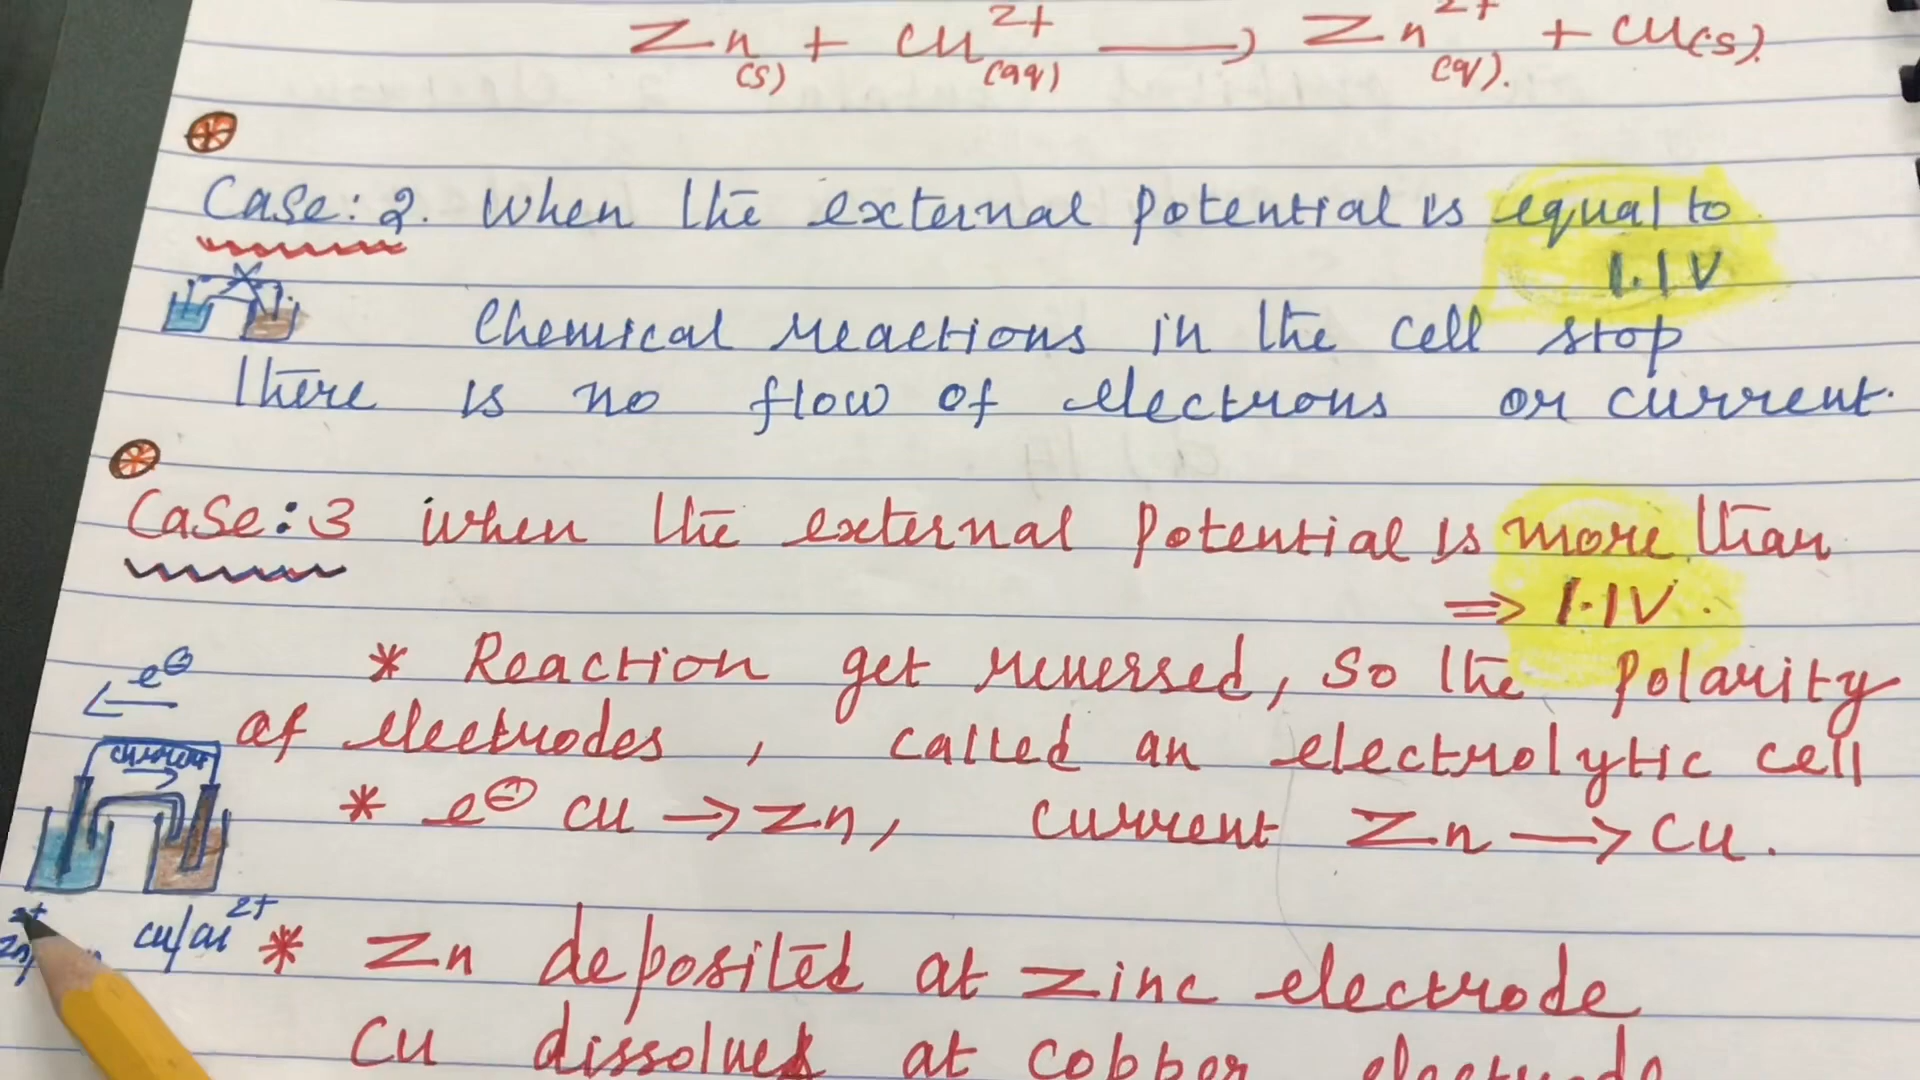 Zn(s) + Cu2+(aq) ⟶ Zn2+(q). + Cu(s).
Case: 2. When the external potential is equal to
1.1V
Chemical reactions in the cell stop
there is no flow of electrons or current.
Case: 3 when the external potential is more than
⇒ 1.1V.
* Reaction get reversed, so the polarity
e⊖
of electrodes, called an electrolytic cell
current
* e⊖ Cu → Zn, current Zn ⟶ Cu.
Cu/Cu2+
* Zn deposited at zinc electrode
Cu dissolves at copper electrode